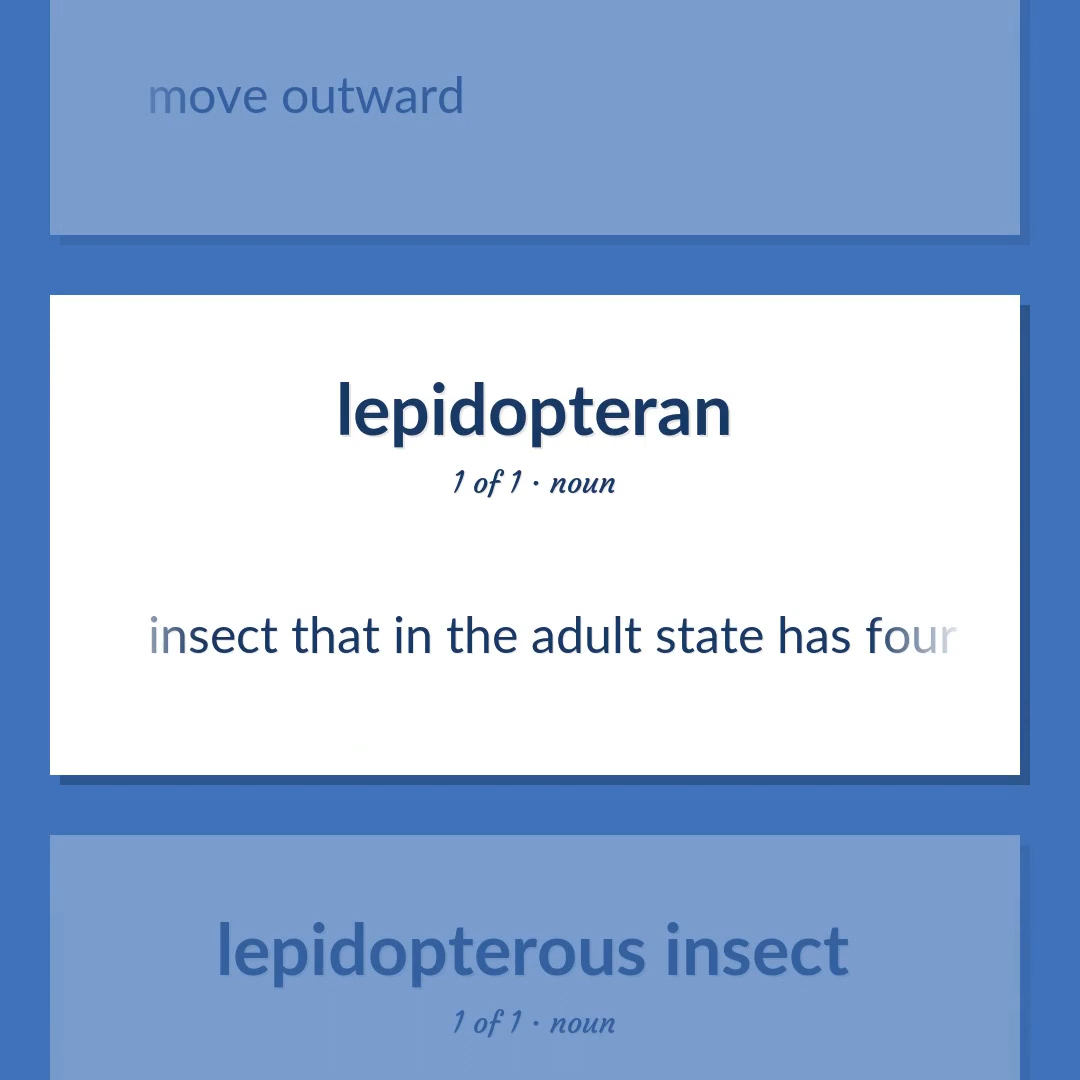 move outward
lepidopteran
1 of 1 · noun
insect that in the adult state has four
lepidopterous insect
1 of 1 · noun